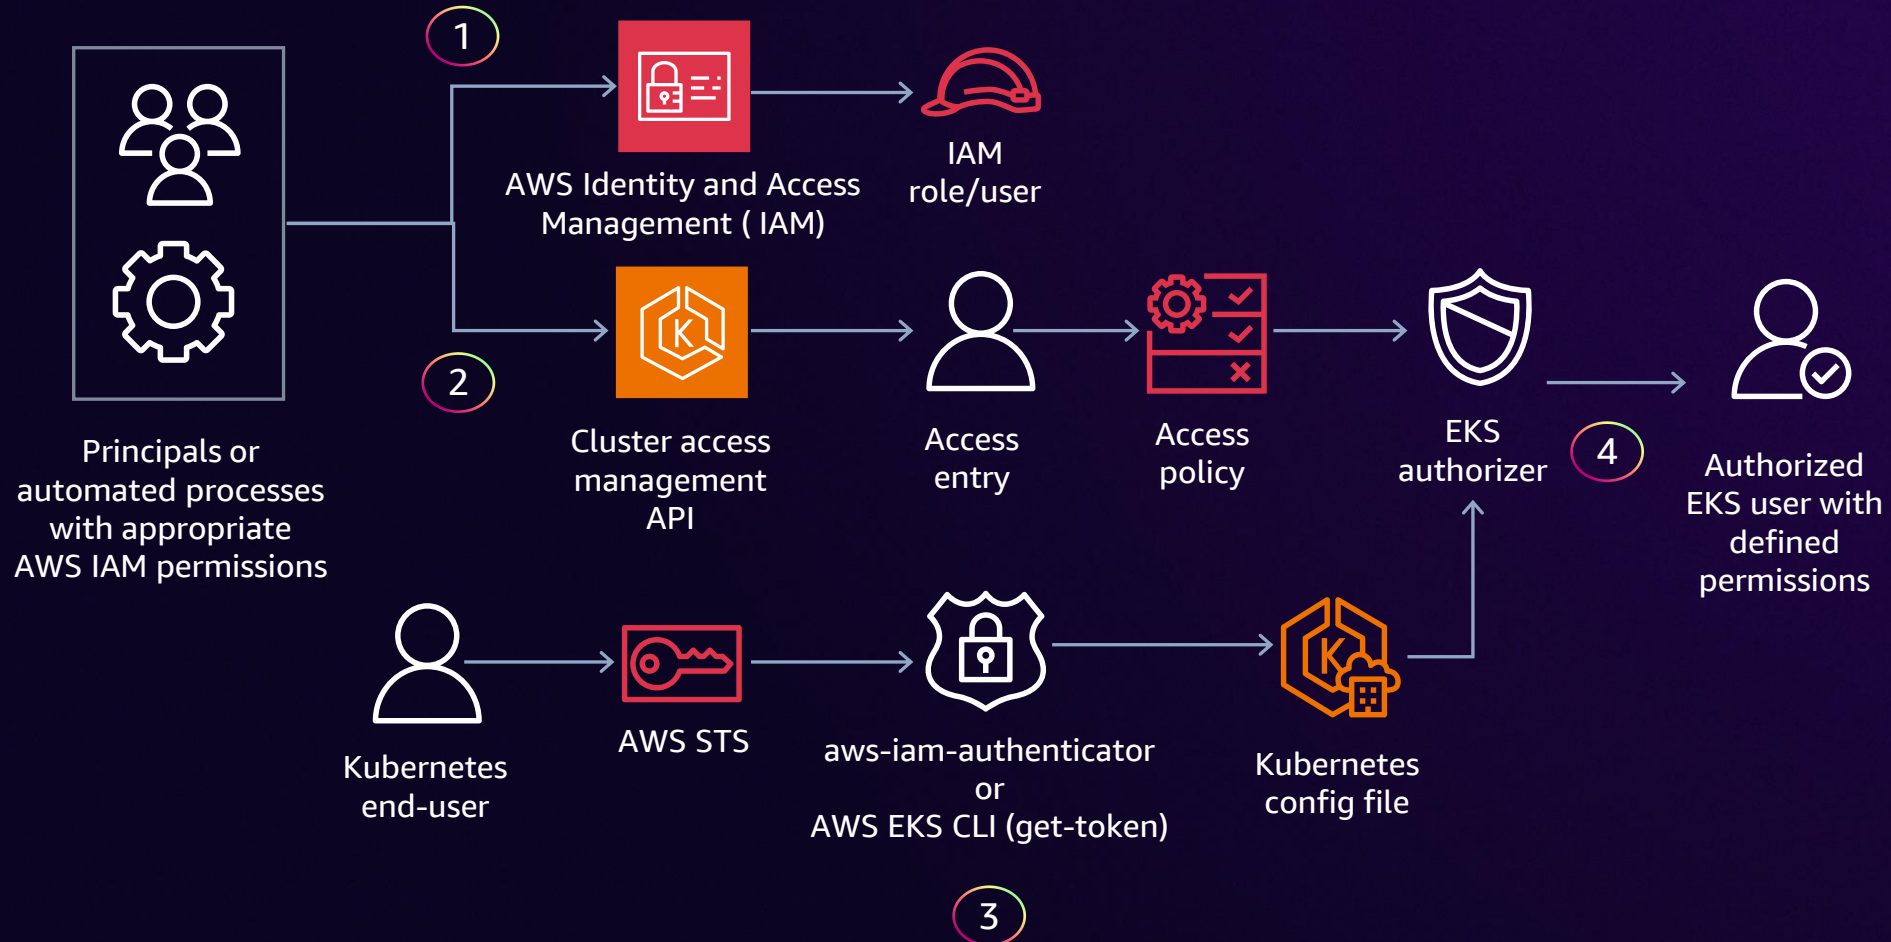 1
AWS Identity and Access
Management ( IAM)
IAM
role/user
2
Principals or
automated processes
with appropriate
AWS IAM permissions
K
Cluster access
management
API
Access
entry
Access
policy
EKS
authorizer
4
Authorized
EKS user with
defined
permissions
Kubernetes
end-user
AWS STS
aws-iam-authenticator
or
AWS EKS CLI (get-token)
K
Kubernetes
config file
3